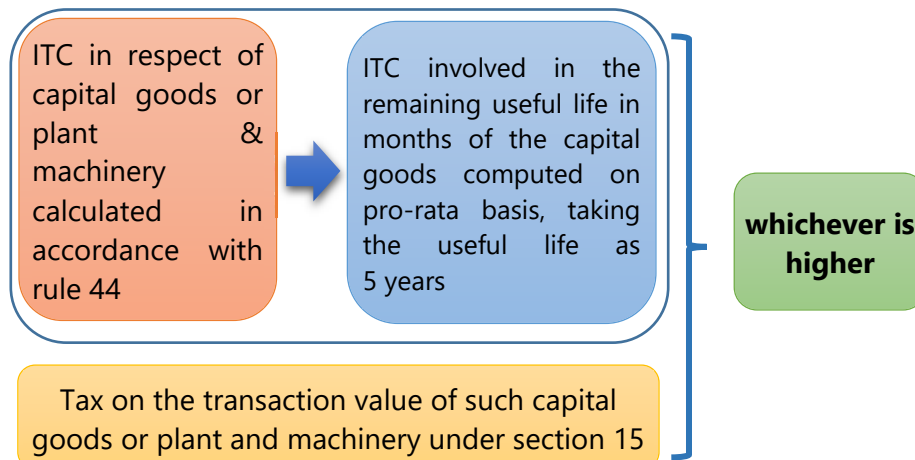 ITC in respect of
capital goods or
plant &
machinery
calculated in
accordance with
rule 44
ITC involved in the
remaining useful life in
months of the capital
goods computed on
pro-rata basis, taking
the useful life as
5 years
whichever is
higher
Tax on the transaction value of such capital
goods or plant and machinery under section 15